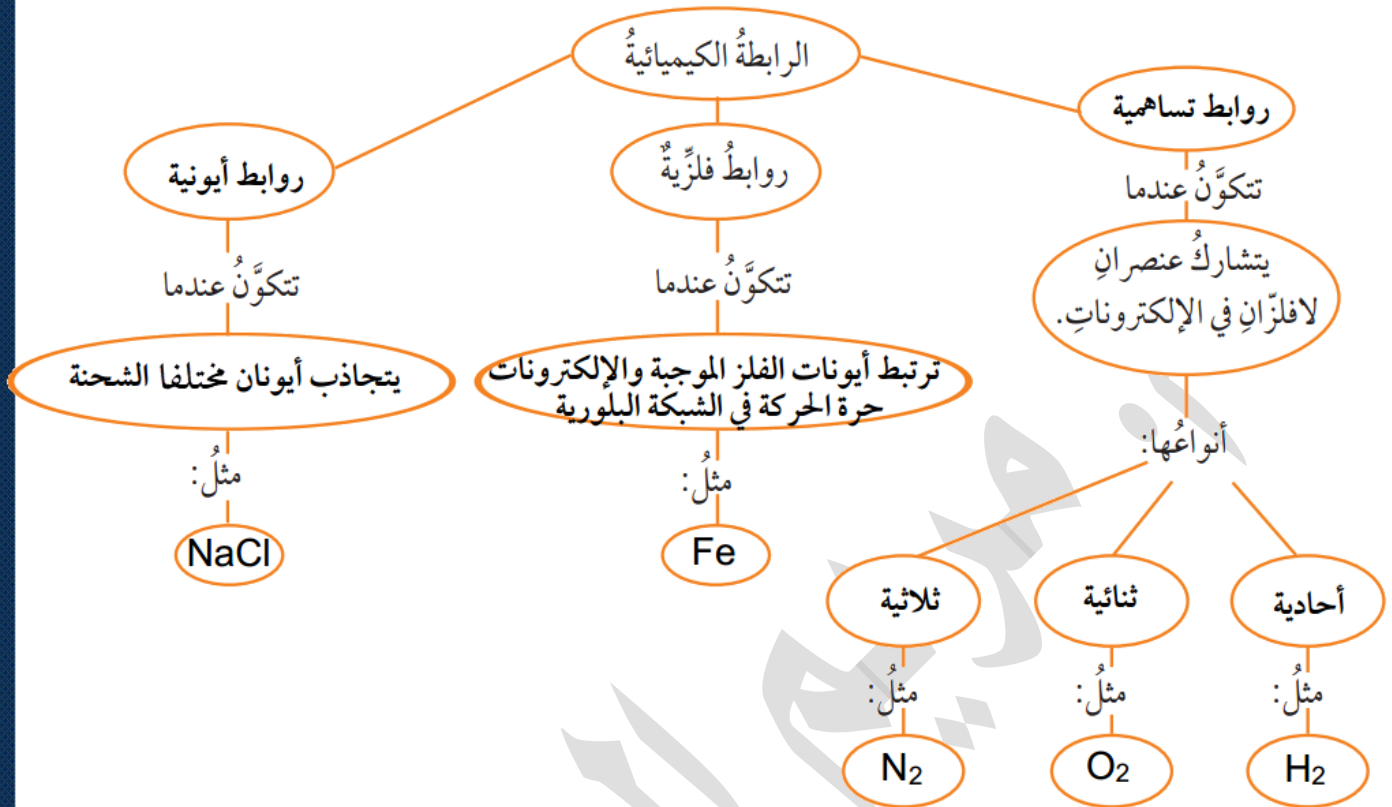 الرابطةُ الكيميائيةُ
روابط تساهمية
تتكوَّنُ عندما
يتشاركُ عنصرانِ
لافلزّانِ في الإلكتروناتِ.
أنواعُها:
أحادية
مثلُ:
H2
ثنائية
مثلُ:
O2
ثلاثية
مثلُ:
N2
روابطُ فلزِّيةٌ
تتكوَّنُ عندما
ترتبط أيونات الفلز الموجبة والإلكترونات
حرة الحركة في الشبكة البلورية
مثلُ:
Fe
روابط أيونية
تتكوَّنُ عندما
يتجاذب أيونان مختلفا الشحنة
مثلُ:
NaCl